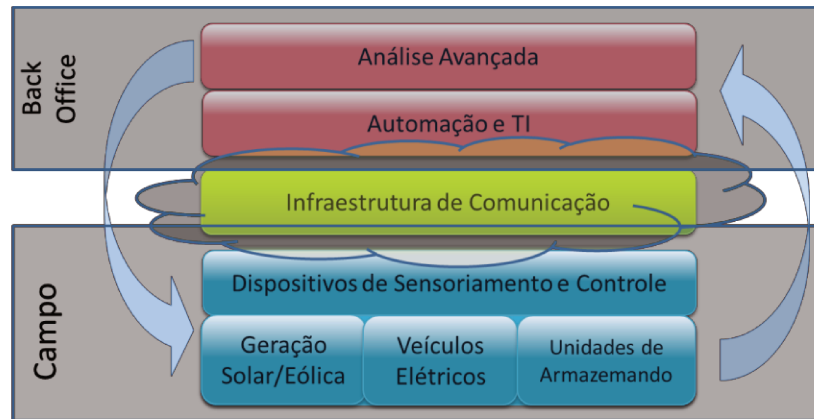 Back
Office
Análise Avançada
Automação e TI
Infraestrutura de Comunicação
Campo
Dispositivos de Sensoriamento e Controle
Geração
Solar/Eólica
Veículos
Elétricos
Unidades de
Armazemando